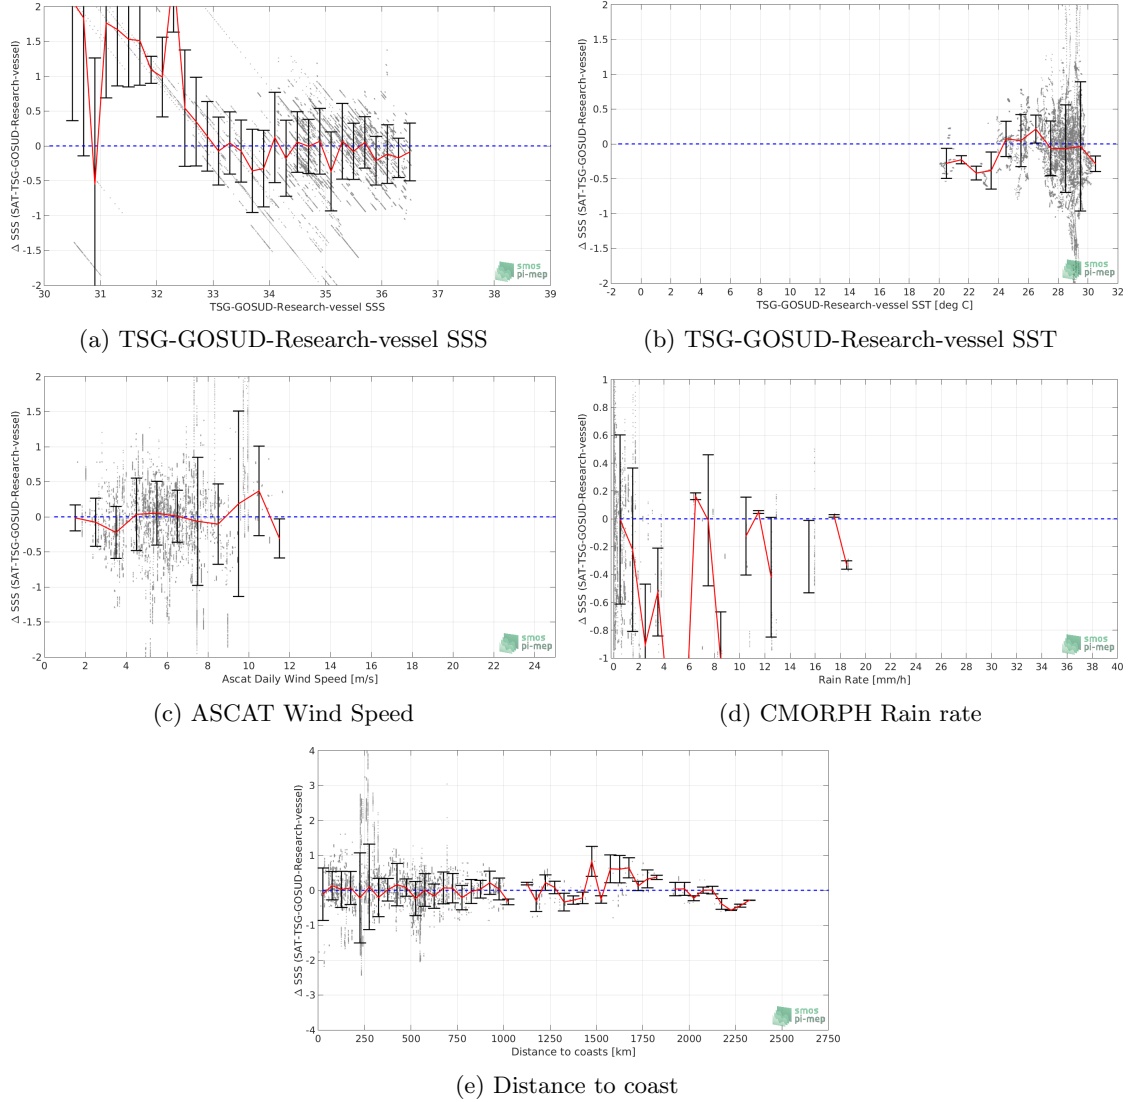 2
1.5
1
0.5
0
-0.5
-1
-1.5
-2
Δ SSS (SAT-TSG-GOSUD-Research-vessel)
30 31 32 33 34 35 36 37 38 39
TSG-GOSUD-Research-vessel SSS
smos
pi-mep
(a) TSG-GOSUD-Research-vessel SSS
2
1.5
1
0.5
0
-0.5
-1
-1.5
-2
Δ SSS (SAT-TSG-GOSUD-Research-vessel)
-2 0 2 4 6 8 10 12 14 16 18 20 22 24 26 28 30 32
TSG-GOSUD-Research-vessel SST [deg C]
smos
pi-mep
(b) TSG-GOSUD-Research-vessel SST
2
1.5
1
0.5
0
-0.5
-1
-1.5
-2
Δ SSS (SAT-TSG-GOSUD-Research-vessel)
0 2 4 6 8 10 12 14 16 18 20 22 24
Ascat Daily Wind Speed [m/s]
smos
pi-mep
(c) ASCAT Wind Speed
1
0.8
0.6
0.4
0.2
0
-0.2
-0.4
-0.6
-0.8
-1
Δ SSS (SAT-TSG-GOSUD-Research-vessel)
0 2 4 6 8 10 12 14 16 18 20 22 24 26 28 30 32 34 36 38 40
Rain Rate [mm/h]
smos
pi-mep
(d) CMORPH Rain rate
4
3
2
1
0
-1
-2
-3
-4
Δ SSS (SAT-TSG-GOSUD-Research-vessel)
0 250 500 750 1000 1250 1500 1750 2000 2250 2500 2750
Distance to coasts [km]
smos
pi-mep
(e) Distance to coast